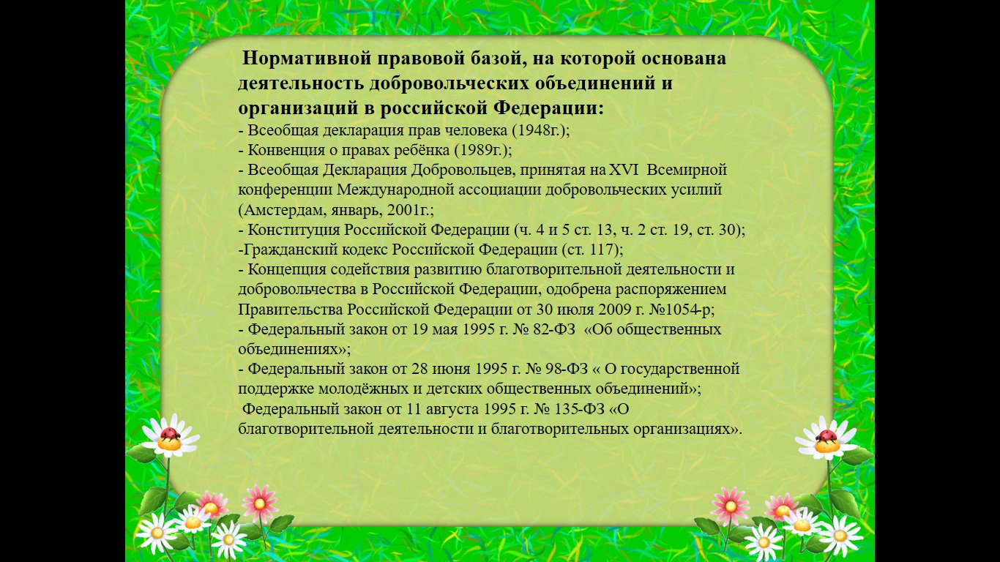 Нормативной правовой базой, на которой основана
деятельность добровольческих объединений и
организаций в российской Федерации:
- Всеобщая декларация прав человека (1948г.);
- Конвенция о правах ребёнка (1989г.);
- Всеобщая Декларация Добровольцев, принятая на XVI  Всемирной
конференции Международной ассоциации добровольческих усилий
(Амстердам, январь, 2001г.;
- Конституция Российской Федерации (ч. 4 и 5 ст. 13, ч. 2 ст. 19, ст. 30);
-Гражданский кодекс Российской Федерации (ст. 117);
- Концепция содействия развитию благотворительной деятельности и
добровольчества в Российской Федерации, одобрена распоряжением
Правительства Российской Федерации от 30 июля 2009 г. №1054-р;
- Федеральный закон от 19 мая 1995 г. № 82-ФЗ  «Об общественных
объединениях»;
- Федеральный закон от 28 июня 1995 г. № 98-ФЗ « О государственной
поддержке молодёжных и детских общественных объединений»;
Федеральный закон от 11 августа 1995 г. № 135-ФЗ «О
благотворительной деятельности и благотворительных организациях».